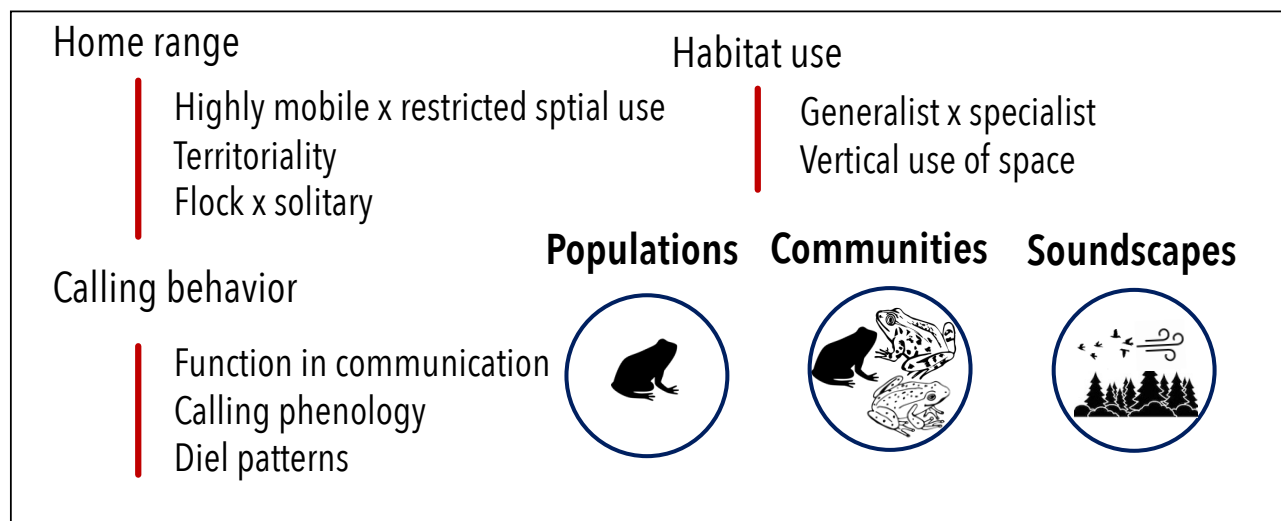 Home range
Highly mobile x restricted sptial use
Territoriality
Flock x solitary
Calling behavior
Function in communication
Calling phenology
Diel patterns
Habitat use
Generalist x specialist
Vertical use of space
Populations
Communities
Soundscapes